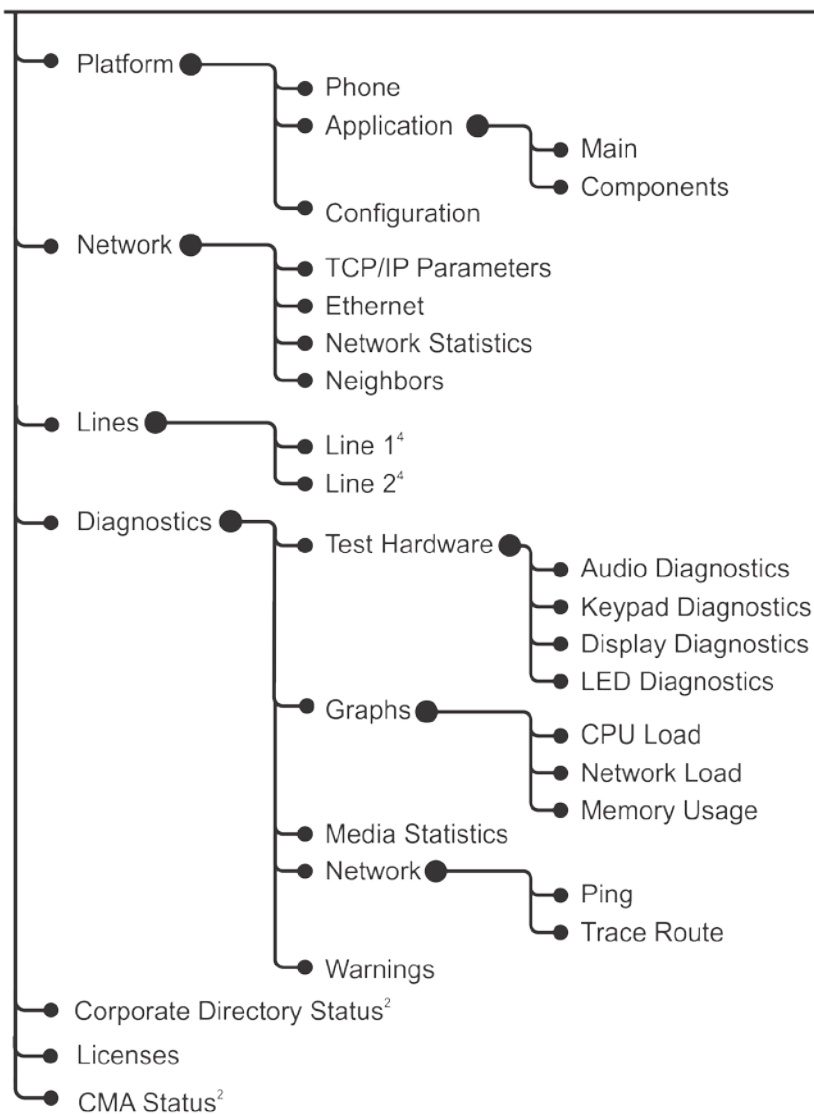 Platform
Phone
Application
Main
Components
Configuration
Network
TCP/IP Parameters
Ethernet
Network Statistics
Neighbors
Lines
Line 1⁴
Line 2⁴
Diagnostics
Test Hardware
Audio Diagnostics
Keypad Diagnostics
Display Diagnostics
LED Diagnostics
Graphs
CPU Load
Network Load
Memory Usage
Media Statistics
Network
Ping
Trace Route
Warnings
Corporate Directory Status²
Licenses
CMA Status²